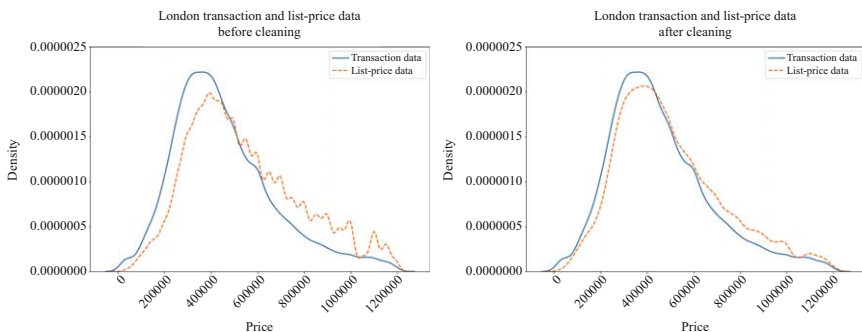 London transaction and list-price data
before cleaning
0.0000025
0.0000020
0.0000015
0.0000010
0.0000005
0.0000000
Density
Transaction data
List-price data
0
200000
400000
600000
800000
1000000
1200000
Price
London transaction and list-price data
after cleaning
0.0000025
0.0000020
0.0000015
0.0000010
0.0000005
0.0000000
Density
Transaction data
List-price data
0
200000
400000
600000
800000
1000000
1200000
Price